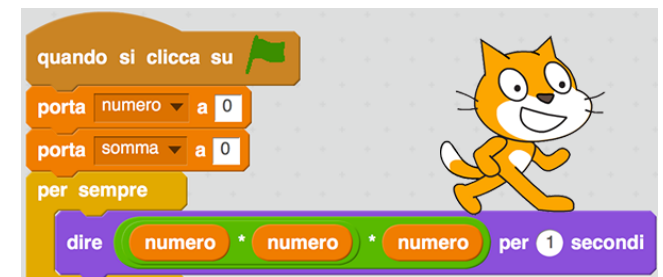 quando si clicca su
porta numero a 0
porta somma a 0
per sempre
dire numero * numero * numero per 1 secondi